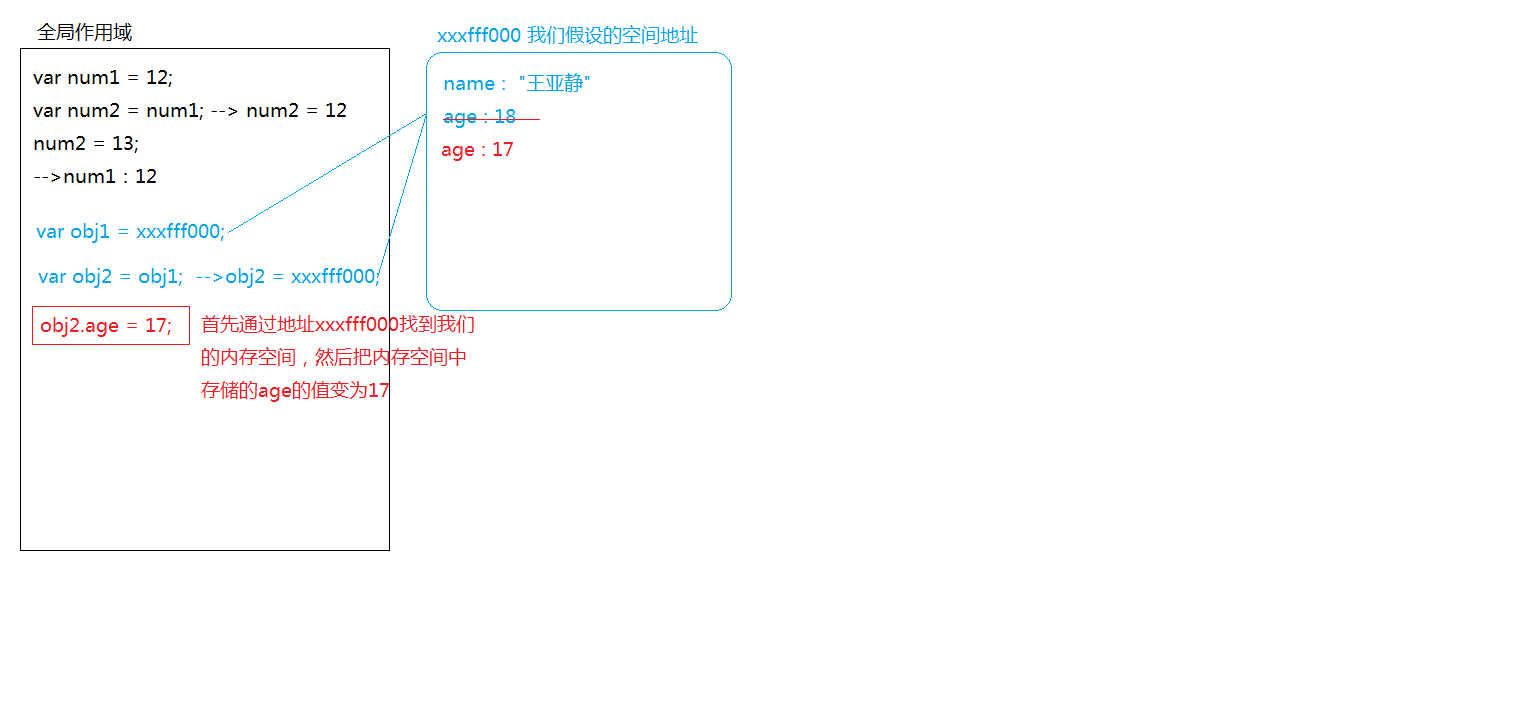 全局作用域
var num1 = 12;
var num2 = num1; --> num2 = 12
num2 = 13;
-->num1 : 12
var obj1 = xxxfff000;
var obj2 = obj1; -->obj2 = xxxfff000;
obj2.age = 17;
首先通过地址xxxfff000找到我们
的内存空间，然后把内存空间中
存储的age的值变为17
xxxfff000 我们假设的空间地址
name： "王亚静"
age : 18
age : 17